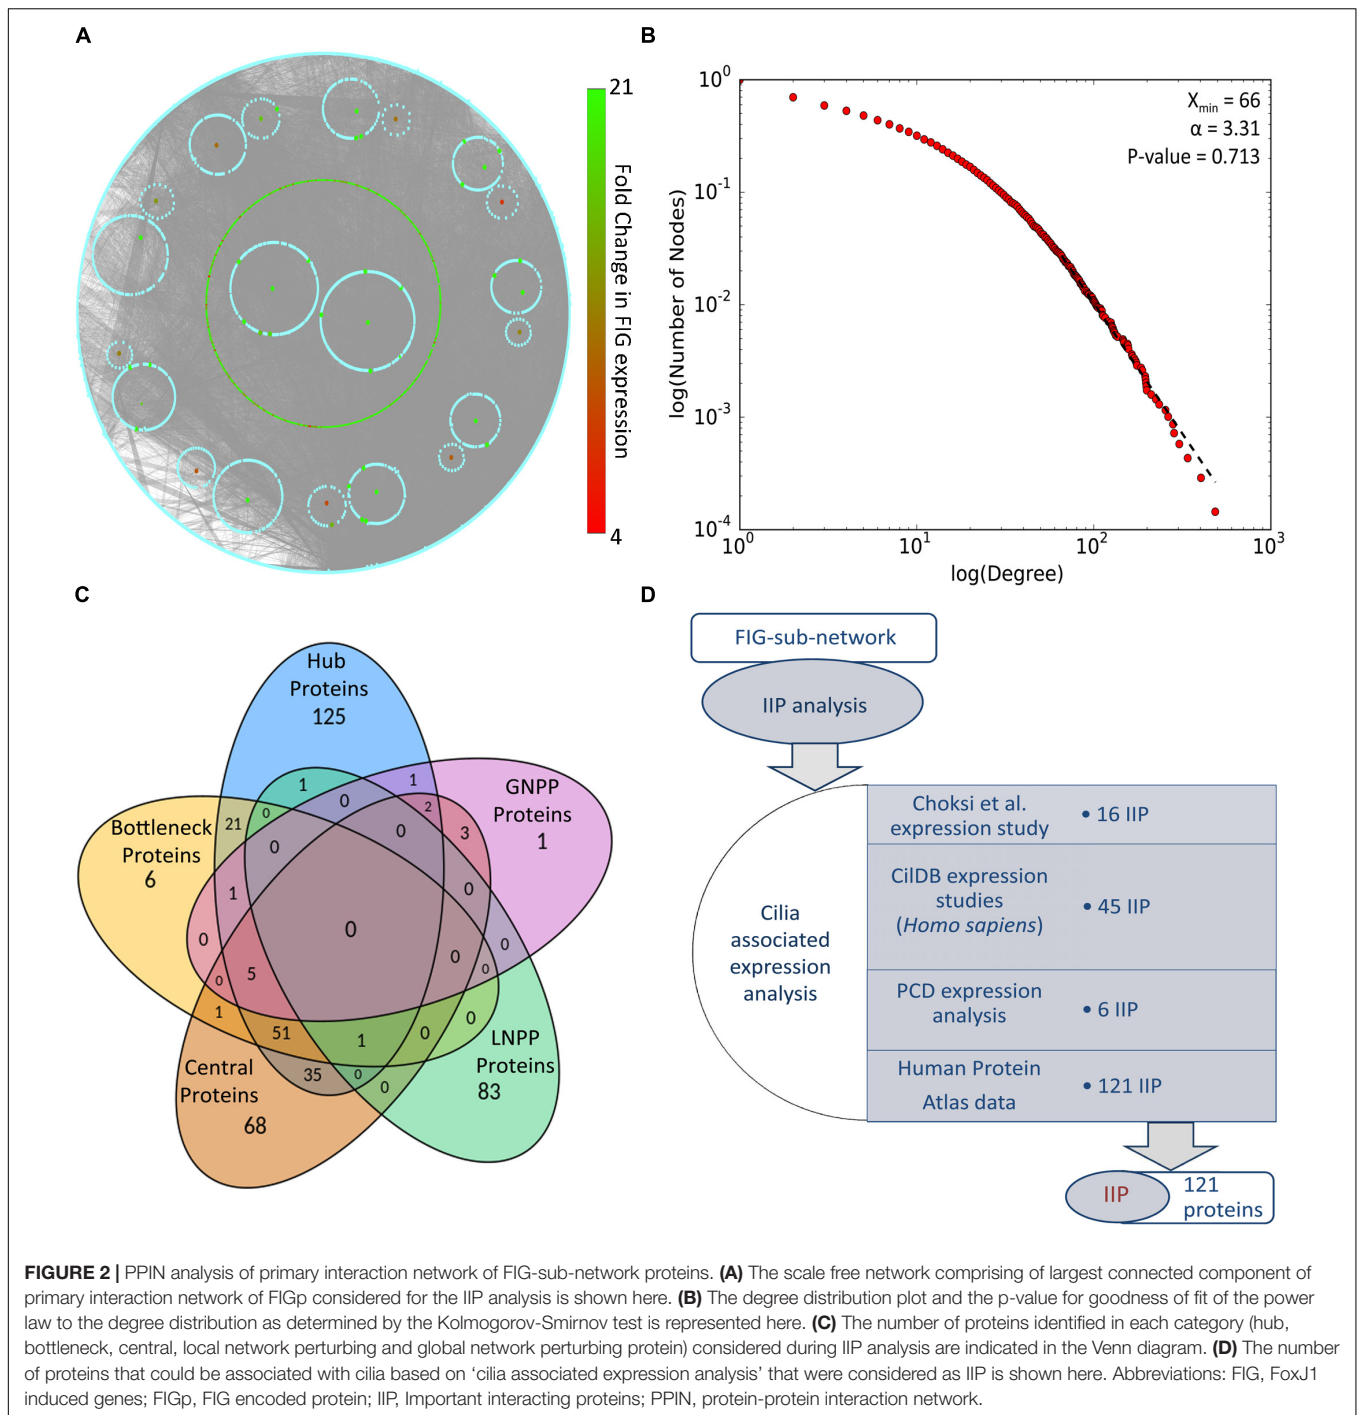 A
21
Fold Change in FIG expression
4
B
10^0
10^-1
10^-2
10^-3
10^-4
log(Number of Nodes)
X_min = 66
α = 3.31
P-value = 0.713
10^0
10^1
10^2
10^3
log(Degree)
C
Hub
Proteins
125
GNPP
Proteins
1
Bottleneck
Proteins
6
Central
Proteins
68
LNPP
Proteins
83
1
0
1
2
3
21
0
0
0
1
0
0
0
5
0
0
0
0
1
51
1
0
0
35
0
0
D
FIG-sub-network
IIP analysis
Cilia
associated
expression
analysis
Choksi et al.
expression study
• 16 IIP
CilDB expression
studies
(Homo sapiens)
• 45 IIP
PCD expression
analysis
• 6 IIP
Human Protein
Atlas data
• 121 IIP
IIP
121
proteins
FIGURE 2 | PPIN analysis of primary interaction network of FIG-sub-network proteins. (A) The scale free network comprising of largest connected component of
primary interaction network of FIGp considered for the IIP analysis is shown here. (B) The degree distribution plot and the p-value for goodness of fit of the power
law to the degree distribution as determined by the Kolmogorov-Smirnov test is represented here. (C) The number of proteins identified in each category (hub,
bottleneck, central, local network perturbing and global network perturbing protein) considered during IIP analysis are indicated in the Venn diagram. (D) The number
of proteins that could be associated with cilia based on ‘cilia associated expression analysis’ that were considered as IIP is shown here. Abbreviations: FIG, FoxJ1
induced genes; FIGp, FIG encoded protein; IIP, Important interacting proteins; PPIN, protein-protein interaction network.